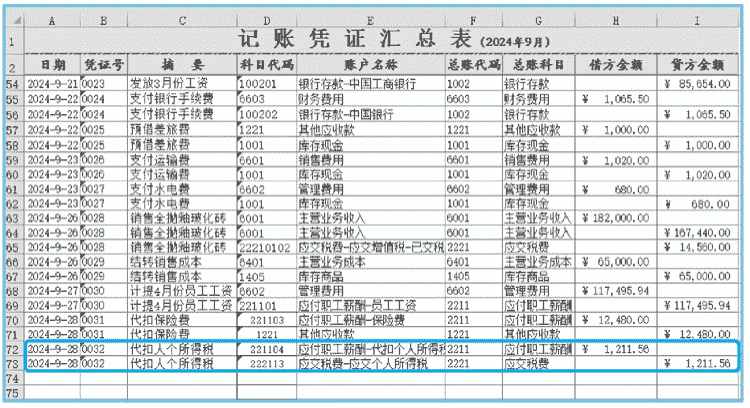 A B C D E F G H I
1 记账凭证汇总表 (2024年9月)
2 日期 凭证号 摘 要 科目代码 账户名称 总账代码 总账科目 借方金额 贷方金额
54 2024-9-21 0023 发放3月份工资 100201 银行存款-中国工商银行 1002 银行存款 ¥ 85,654.00
55 2024-9-22 0024 支付银行手续费 6603 财务费用 6603 财务费用 ¥ 1,065.50
56 2024-9-22 0024 支付银行手续费 100202 银行存款-中国银行 1002 银行存款 ¥ 1,065.50
57 2024-9-22 0025 预借差旅费 1221 其他应收款 1221 其他应收款 ¥ 1,000.00
58 2024-9-22 0025 预借差旅费 1001 库存现金 1001 库存现金 ¥ 1,000.00
59 2024-9-23 0026 支付运输费 6601 销售费用 6601 销售费用 ¥ 1,020.00
60 2024-9-23 0026 支付运输费 1001 库存现金 1001 库存现金 ¥ 1,020.00
61 2024-9-23 0027 支付水电费 6602 管理费用 6602 管理费用 ¥ 680.00
62 2024-9-23 0027 支付水电费 1001 库存现金 1001 库存现金 ¥ 680.00
63 2024-9-26 0028 销售全抛釉玻化砖 6001 主营业务收入 6001 主营业务收入 ¥ 182,000.00
64 2024-9-26 0028 销售全抛釉玻化砖 6001 主营业务收入 6001 主营业务收入 ¥ 167,440.00
65 2024-9-26 0028 销售全抛釉玻化砖 22210102 应交税费-应交增值税-已交税 2221 应交税费 ¥ 14,560.00
66 2024-9-26 0029 结转销售成本 6401 主营业务成本 6401 主营业务成本 ¥ 65,000.00
67 2024-9-26 0029 结转销售成本 1405 库存商品 1405 库存商品 ¥ 65,000.00
68 2024-9-27 0030 计提4月份员工工资 6602 管理费用 6602 管理费用 ¥ 117,495.94
69 2024-9-27 0030 计提4月份员工工资 221101 应付职工薪酬-员工工资 2211 应付职工薪酬 ¥ 117,495.94
70 2024-9-28 0031 代扣保险费 221103 应付职工薪酬-保险费 2211 应付职工薪酬 ¥ 12,480.00
71 2024-9-28 0031 代扣保险费 1221 其他应收款 1221 其他应收款 ¥ 12,480.00
72 2024-9-28 0032 代扣人个所得税 221104 应付职工薪酬-代扣个人所得税 2211 应付职工薪酬 ¥ 1,211.56
73 2024-9-28 0032 代扣人个所得税 222113 应交税费-应交个人所得税 2221 应交税费 ¥ 1,211.56
74
75